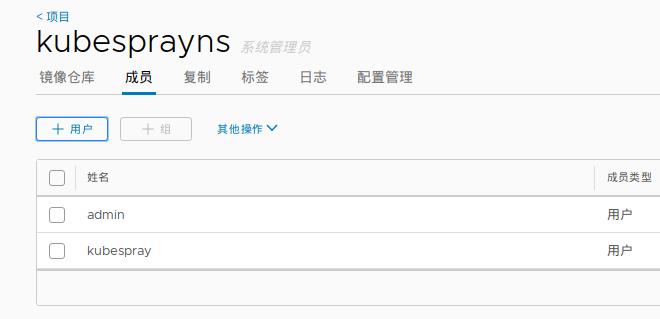 < 项目
kubesprayns 系统管理员
镜像仓库 成员 复制 标签 日志 配置管理
+ 用户 + 组 其他操作
姓名 成员类型
admin 用户
kubespray 用户